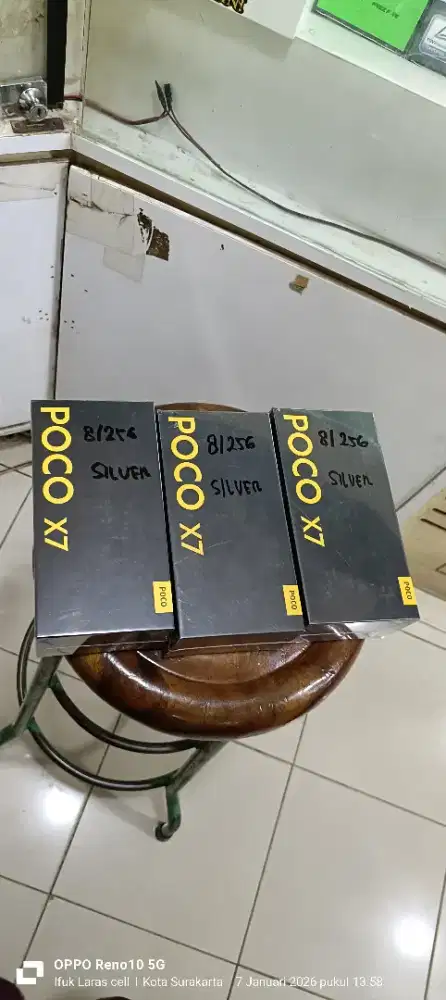 POCO X7
8/256
SILVER
POCO
POCO X7
8/256
SILVER
POCO
POCO X7
8/256
SILVER
POCO
OPPO Reno10 5G
Ifuk Laras cell | Kota Surakarta 7 Januari 2026 pukul 13.58